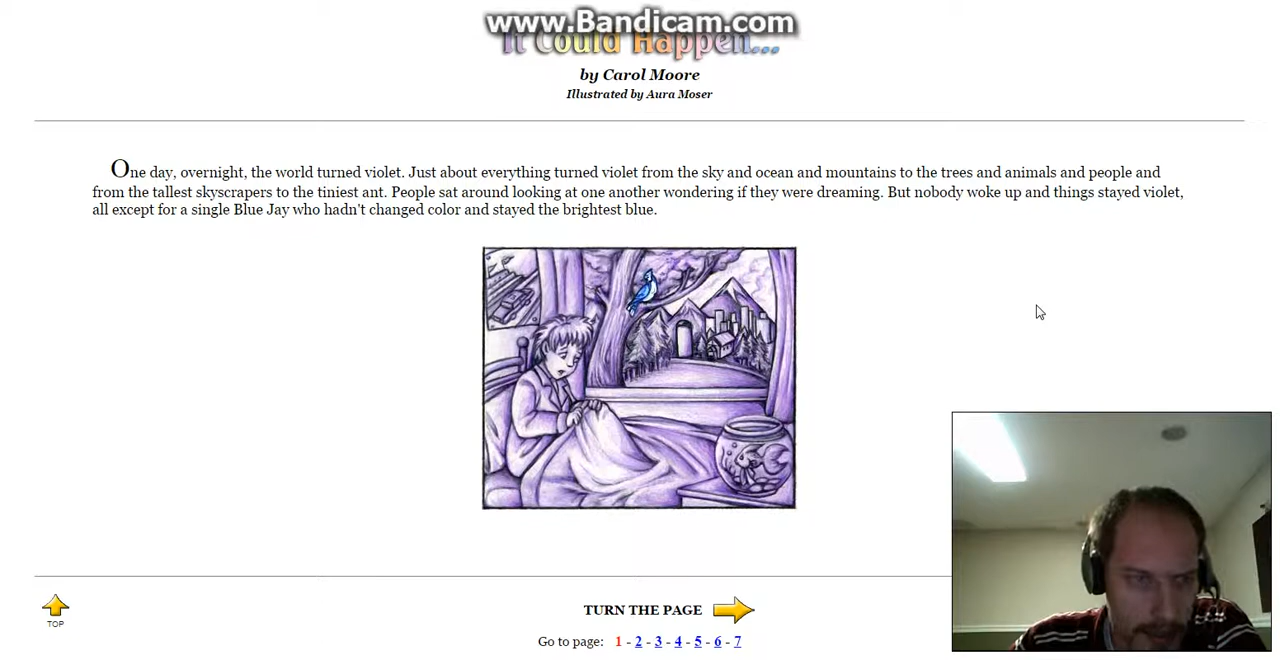 www.Bandicam.com
It Could Happen...
by Carol Moore
Illustrated by Aura Moser
One day, overnight, the world turned violet. Just about everything turned violet from the sky and ocean and mountains to the trees and animals and people and
from the tallest skyscrapers to the tiniest ant. People sat around looking at one another wondering if they were dreaming. But nobody woke up and things stayed violet,
all except for a single Blue Jay who hadn't changed color and stayed the brightest blue.
TURN THE PAGE
TOP
Go to page: 1 - 2 - 3 - 4 - 5 - 6 - 7